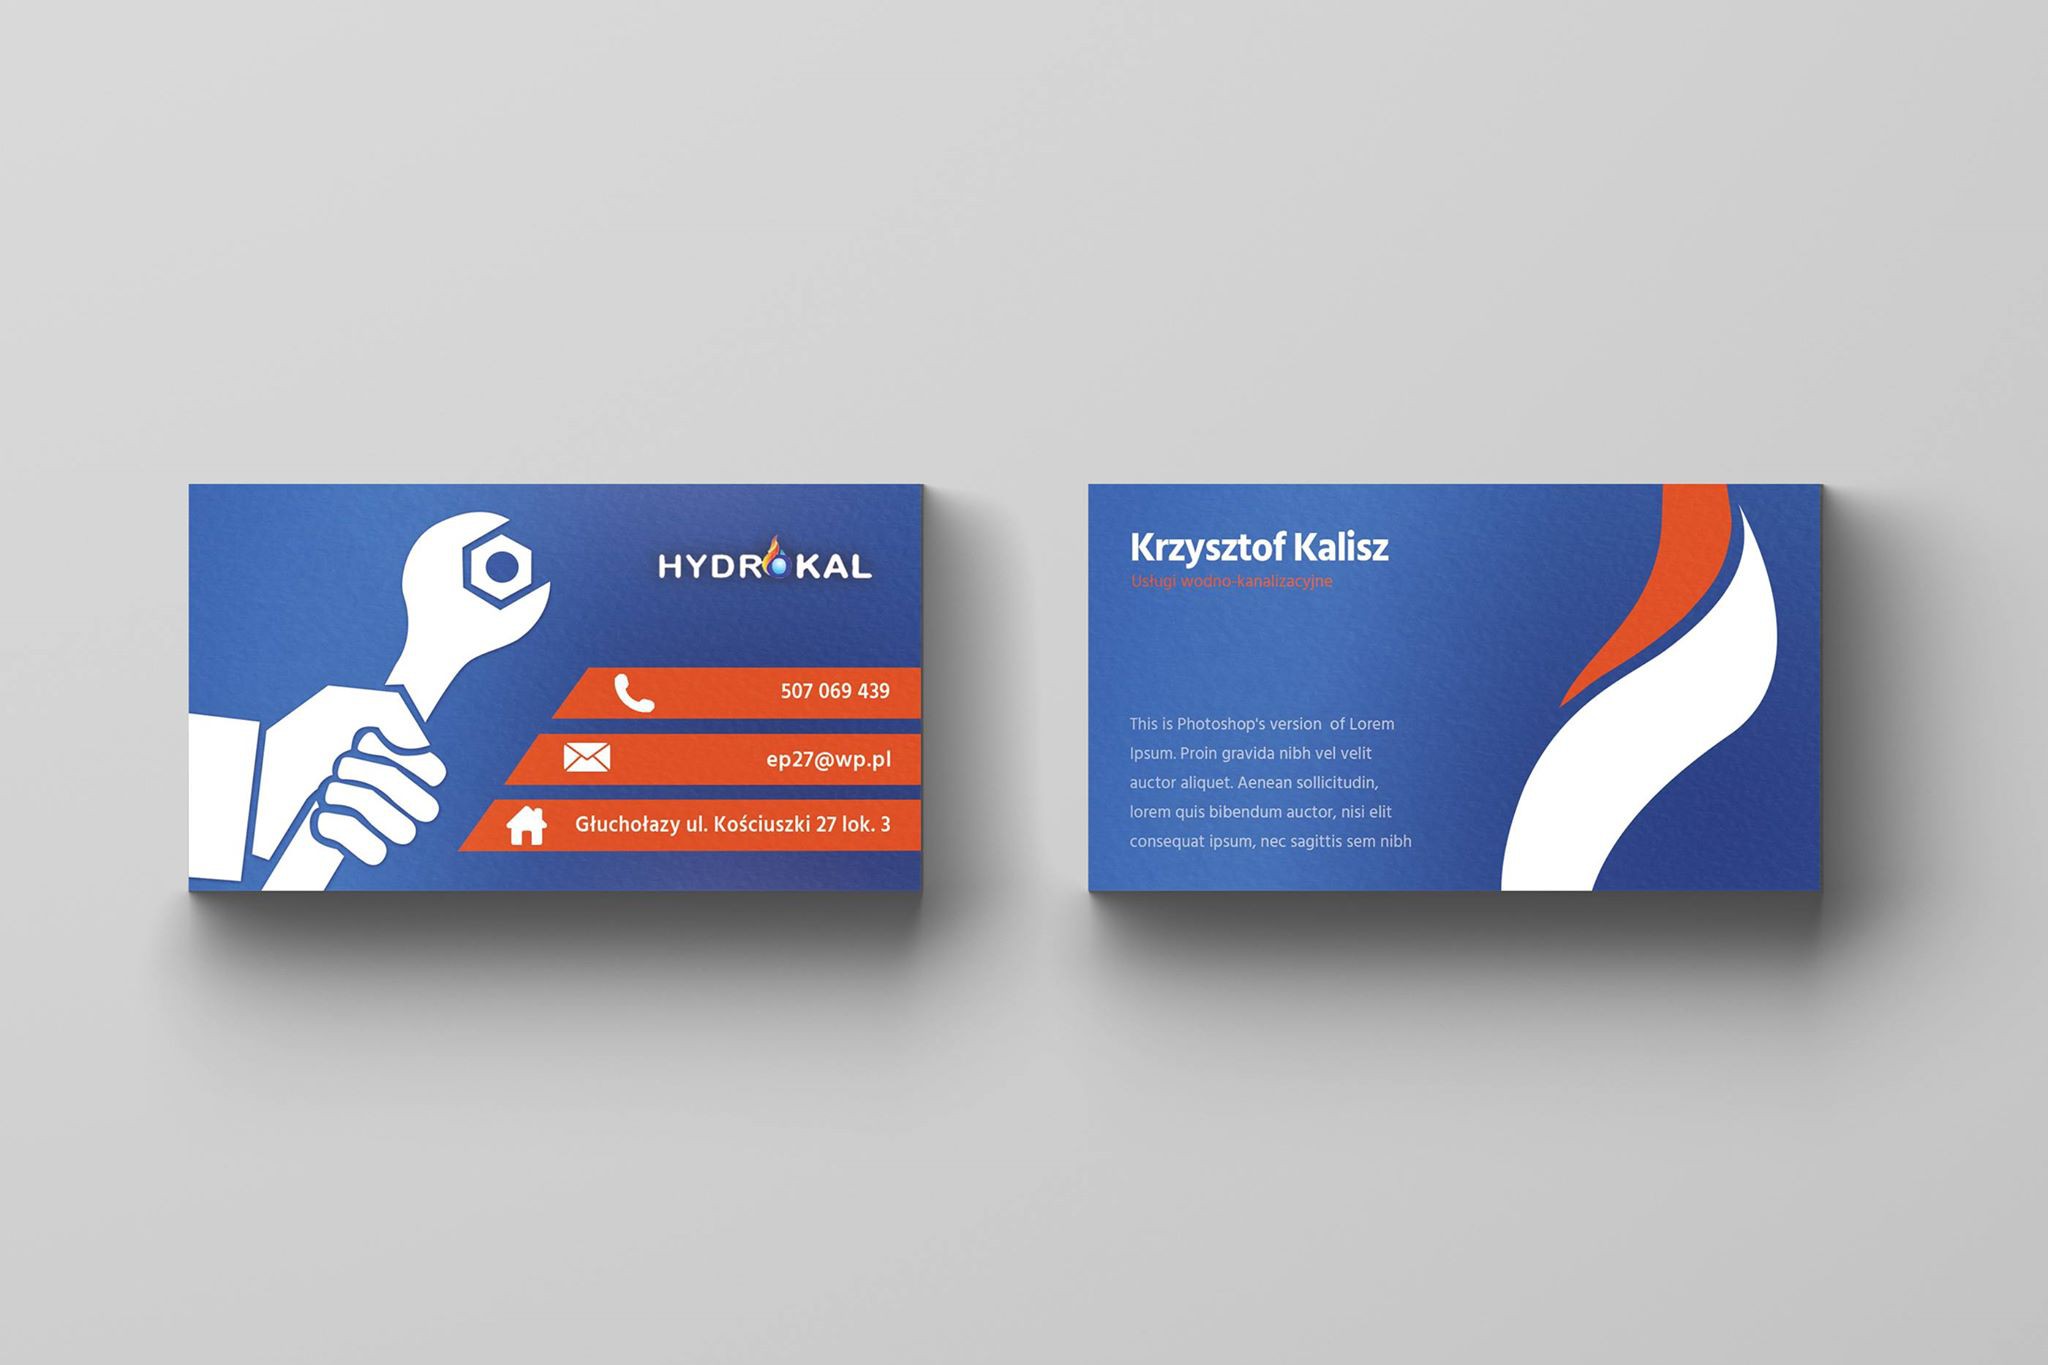 HYDROKAL
507 069 439
ep27@wp.pl
Głuchołazy ul. Kościuszki 27 lok. 3
Krzysztof Kalisz
Usługi wodno-kanalizacyjne
This is Photoshop's version of Lorem
Ipsum. Proin gravida nibh vel velit
auctor aliquet. Aenean sollicitudin,
lorem quis bibendum auctor, nisi elit
consequat ipsum, nec sagittis sem nibh